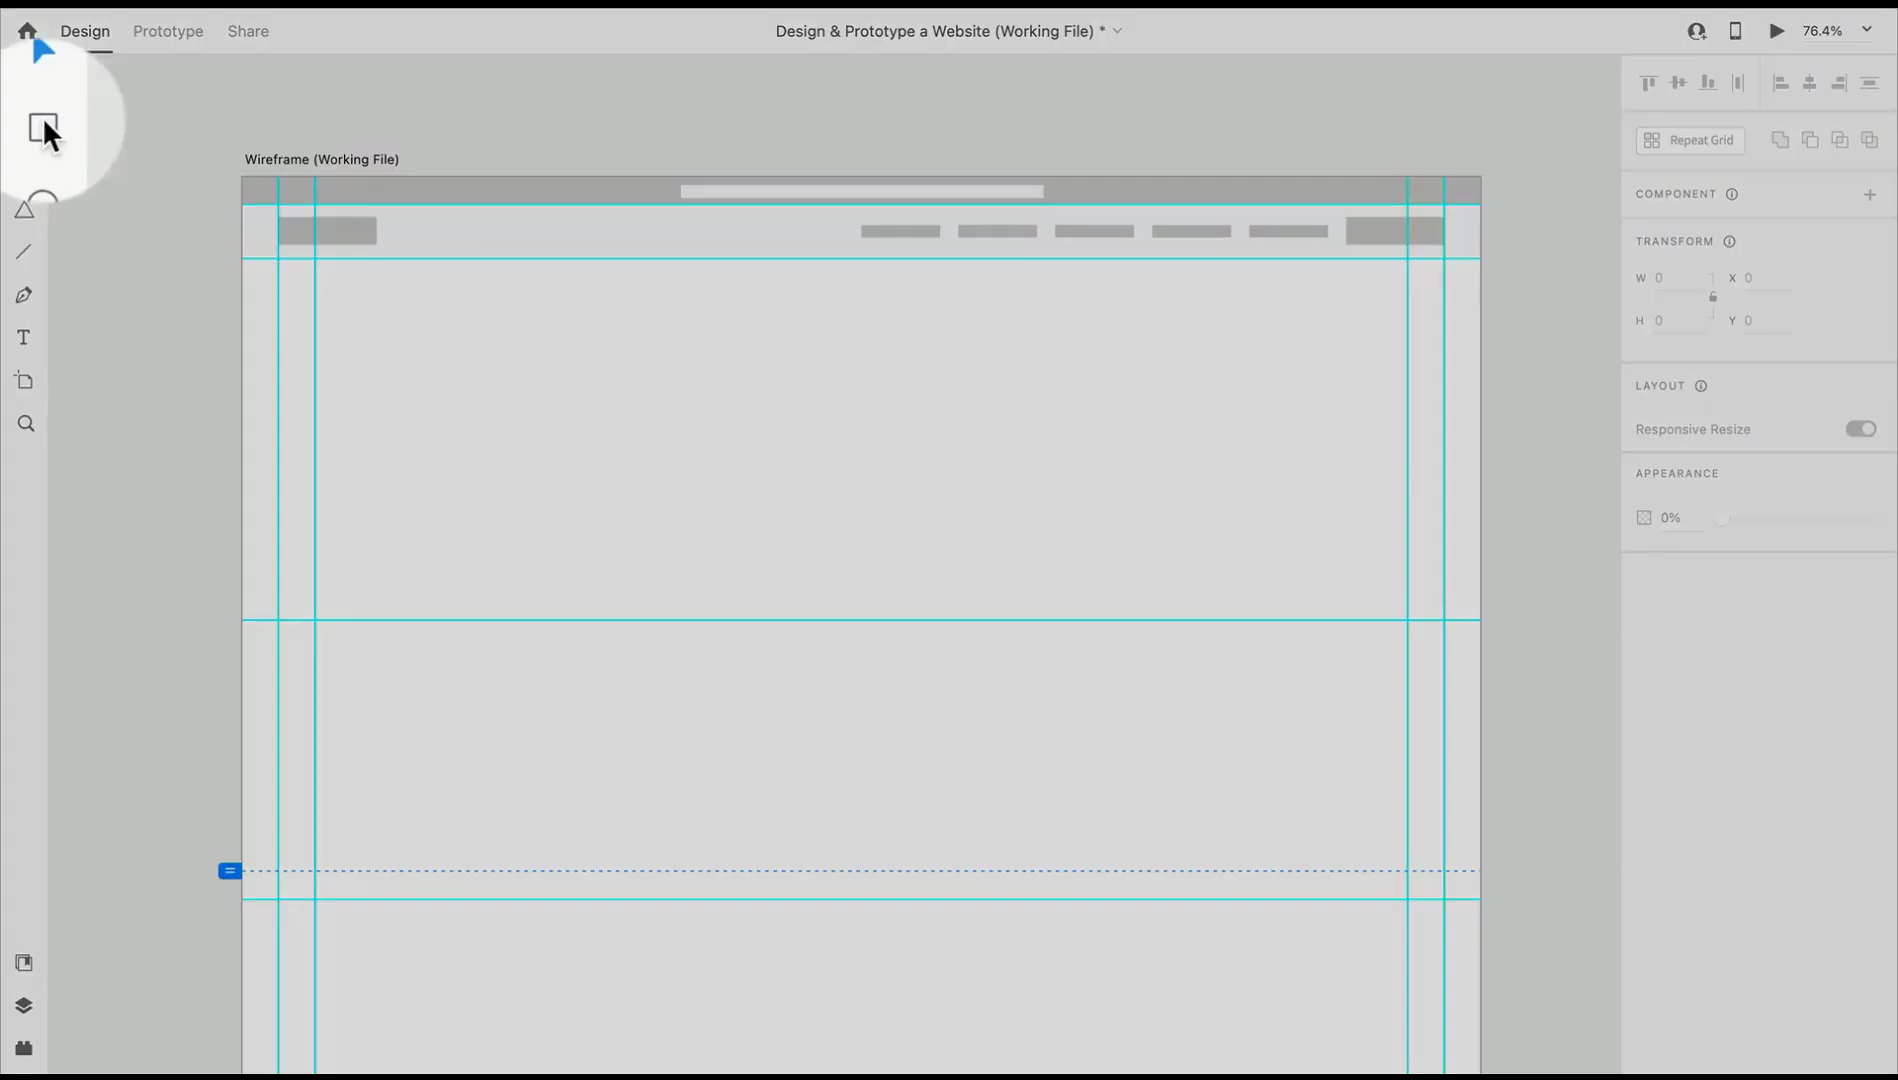 Design Prototype Share Design & Prototype a Website (Working File) * 76.4%
Wireframe (Working File)
Repeat Grid
COMPONENT
TRANSFORM
W 0 X 0
H 0 Y 0
LAYOUT
Responsive Resize
APPEARANCE
0%